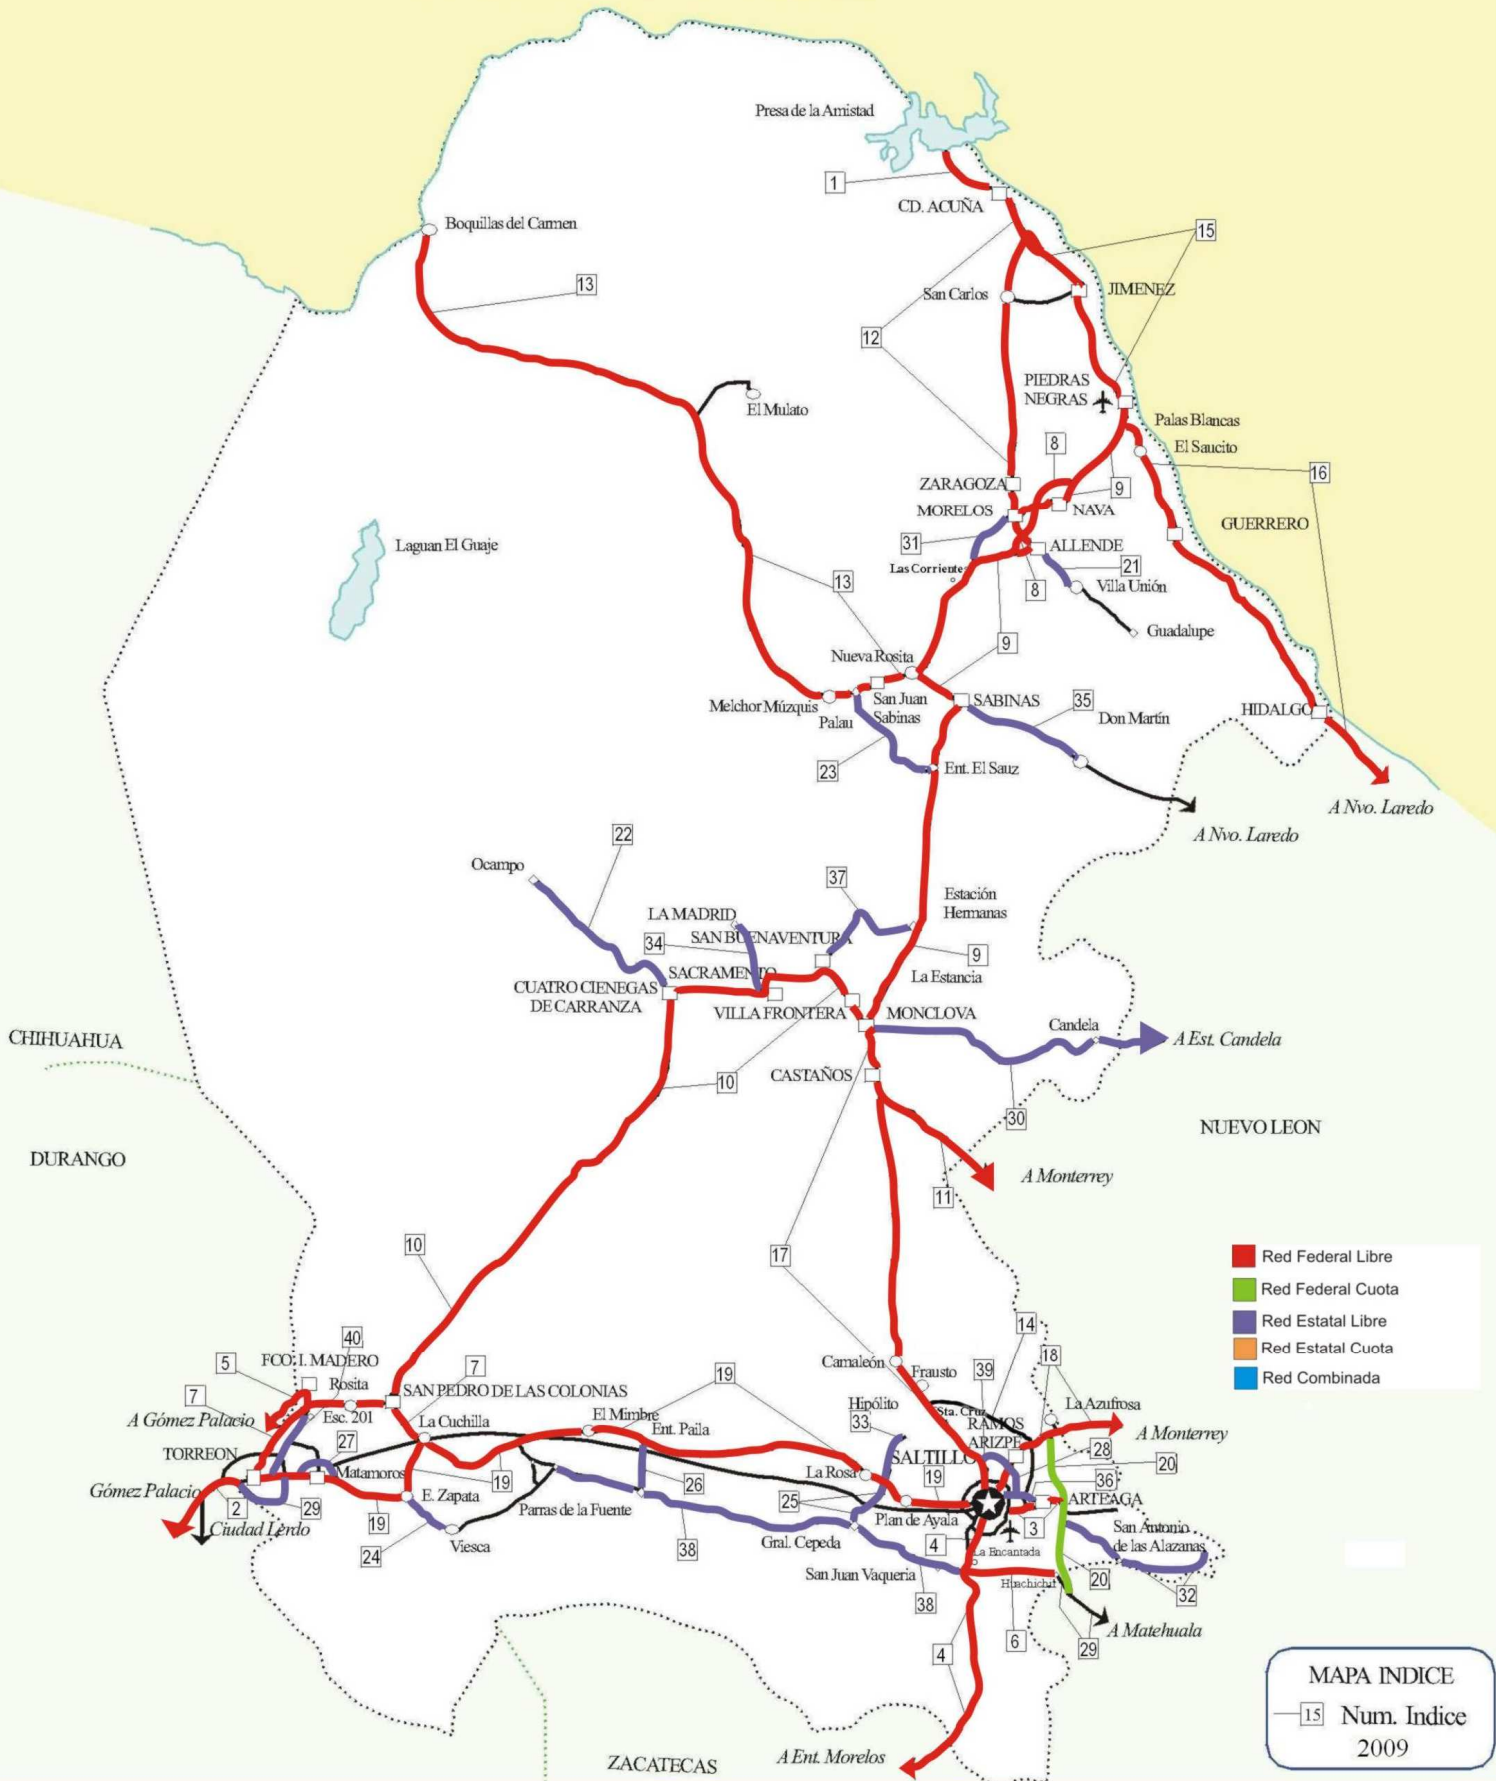 Presa de la Amistad
1
CD. ACUÑA
Boquillas del Carmen
15
13
San Carlos
JIMENEZ
12
PIEDRAS
NEGRAS
El Mulato
Palas Blancas
El Saucito
8
16
ZARAGOZA
9
MORELOS
NAVA
GUERRERO
31
ALLENDE
Laguan El Guaje
Las Corrientes
21
13
8
Villa Unión
Guadalupe
9
Nueva Rosita
Melchor Múzquis
San Juan
Sabinas
SABINAS
35
Don Martín
HIDALGO
Palau
23
Ent. El Sauz
A Nvo. Laredo
A Nvo. Laredo
22
Ocampo
37
Estación
Hermanas
LA MADRID
34
SAN BUENAVENTURA
9
SACRAMENTO
La Estancia
CUATRO CIENEGAS
DE CARRANZA
VILLA FRONTERA
MONCLOVA
Candela
A Est. Candela
CHIHUAHUA
CASTAÑOS
10
30
NUEVO LEON
DURANGO
A Monterrey
11
10
17
Red Federal Libre
Red Federal Cuota
Red Estatal Libre
Red Estatal Cuota
Red Combinada
14
40
5
FCO. I. MADERO
7
19
Camaleón
Frausto
39
18
Rosita
SAN PEDRO DE LAS COLONIAS
7
A Gómez Palacio
Esc. 201
La Cuchilla
El Mimbre
Ent. Paila
Hipólito
33
Sta. Cruz
RAMOS
ARIZPE
La Azufrosa
A Monterrey
TORREON
27
28
SALTILLO
20
Matamoros
19
La Rosa
19
36
26
Gómez Palacio
2
29
E. Zapata
Parras de la Fuente
25
Plan de Ayala
ARTEAGA
3
Ciudad Lerdo
19
24
Viesca
38
Gral. Cepeda
4
La Encantada
San Antonio
de las Alazanas
San Juan Vaqueria
Huachichil
20
32
38
6
29
A Matehuala
4
ZACATECAS
A Ent. Morelos
MAPA INDICE
15 Num. Indice
2009